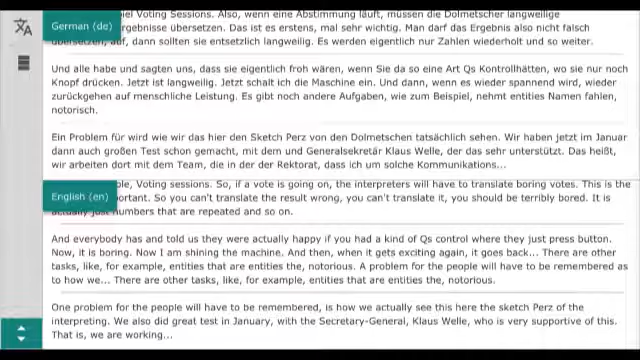 German (de)
iel Voting Sessions. Also, wenn eine Abstimmung läuft, müssen die Dolmetscher langweilige
rgebnisse übersetzen. Das ist es erstens, mal sehr wichtig. Man darf das Ergebnis also nicht falsch
übersetzen, auf, dann sollten sie entsetzlich langweilig. Es werden eigentlich nur Zahlen wiederholt und so weiter.
Und alle habe und sagten uns, dass sie eigentlich froh wären, wenn Sie da so eine Art Qs Kontrollhätten, wo sie nur noch
Knopf drücken. Jetzt ist langweilig. Jetzt schalt ich die Maschine ein. Und dann, wenn es wieder spannend wird, wieder
zurückgehen auf menschliche Leistung. Es gibt noch andere Aufgaben, wie zum Beispiel, nehmt entities Namen fahlen,
notorisch.
Ein Problem für wird wie wir das hier den Sketch Perz von den Dolmetschen tatsächlich sehen. Wir haben jetzt im Januar
dann auch großen Test schon gemacht, mit dem und Generalsekretär Klaus Welle, der das sehr unterstützt. Das heißt,
wir arbeiten dort mit dem Team, die in der der Rektorat, dass ich um solche Kommunikations...
English (en)
ple, Voting sessions. So, if a vote is going on, the interpreters will have to translate boring votes. This is the
portant. So you can't translate the result wrong, you can't translate it, you should be terribly bored. It is
actually just numbers that are repeated and so on.
And everybody has and told us they were actually happy if you had a kind of Qs control where they just press button.
Now, it is boring. Now I am shining the machine. And then, when it gets exciting again, it goes back... There are other
tasks, like, for example, entities that are entities the, notorious. A problem for the people will have to be remembered as
to how we... There are other tasks, like, for example, entities that are entities the, notorious.
One problem for the people will have to be remembered, is how we actually see this here the sketch Perz of the
interpreting. We also did great test in January, with the Secretary-General, Klaus Welle, who is very supportive of this.
That is, we are working...